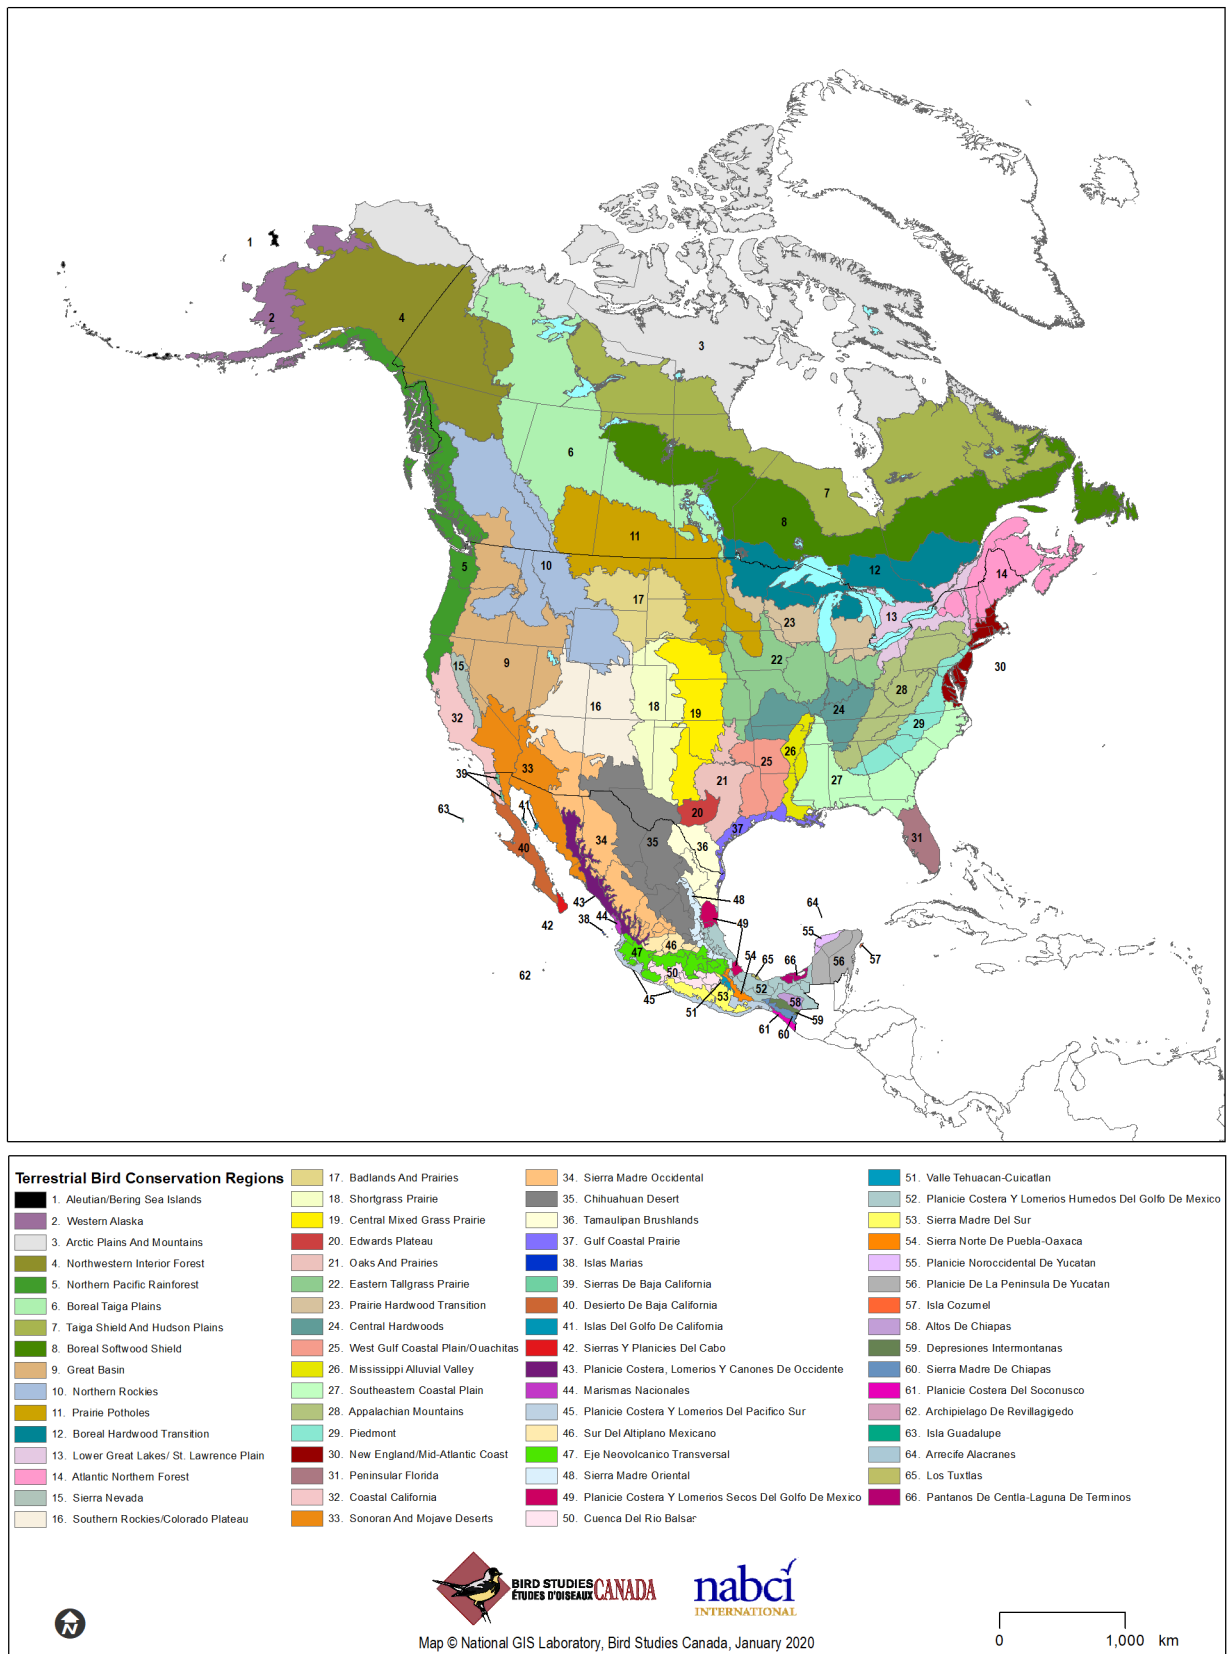 1
2
3
4
5
6
7
8
9
10
11
12
13
14
15
16
17
18
19
20
21
22
23
24
25
26
27
28
29
30
31
32
33
34
35
36
37
38
39
40
41
42
43
44
45
46
47
48
49
50
51
52
53
54
55
56
57
58
59
60
61
62
63
64
65
66
Terrestrial Bird Conservation Regions
1. Aleutian/Bering Sea Islands
2. Western Alaska
3. Arctic Plains And Mountains
4. Northwestern Interior Forest
5. Northern Pacific Rainforest
6. Boreal Taiga Plains
7. Taiga Shield And Hudson Plains
8. Boreal Softwood Shield
9. Great Basin
10. Northern Rockies
11. Prairie Potholes
12. Boreal Hardwood Transition
13. Lower Great Lakes/ St. Lawrence Plain
14. Atlantic Northern Forest
15. Sierra Nevada
16. Southern Rockies/Colorado Plateau
17. Badlands And Prairies
18. Shortgrass Prairie
19. Central Mixed Grass Prairie
20. Edwards Plateau
21. Oaks And Prairies
22. Eastern Tallgrass Prairie
23. Prairie Hardwood Transition
24. Central Hardwoods
25. West Gulf Coastal Plain/Ouachitas
26. Mississippi Alluvial Valley
27. Southeastern Coastal Plain
28. Appalachian Mountains
29. Piedmont
30. New England/Mid-Atlantic Coast
31. Peninsular Florida
32. Coastal California
33. Sonoran And Mojave Deserts
34. Sierra Madre Occidental
35. Chihuahuan Desert
36. Tamaulipan Brushlands
37. Gulf Coastal Prairie
38. Islas Marias
39. Sierras De Baja California
40. Desierto De Baja California
41. Islas Del Golfo De California
42. Sierras Y Planicies Del Cabo
43. Planicie Costera, Lomerios Y Canones De Occidente
44. Marismas Nacionales
45. Planicie Costera Y Lomerios Del Pacifico Sur
46. Sur Del Altiplano Mexicano
47. Eje Neovolcanico Transversal
48. Sierra Madre Oriental
49. Planicie Costera Y Lomerios Secos Del Golfo De Mexico
50. Cuenca Del Rio Balsar
51. Valle Tehuacan-Cuicatlan
52. Planicie Costera Y Lomerios Humedos Del Golfo De Mexico
53. Sierra Madre Del Sur
54. Sierra Norte De Puebla-Oaxaca
55. Planicie Noroccidental De Yucatan
56. Planicie De La Peninsula De Yucatan
57. Isla Cozumel
58. Altos De Chiapas
59. Depresiones Intermontanas
60. Sierra Madre De Chiapas
61. Planicie Costera Del Soconusco
62. Archipielago De Revillagigedo
63. Isla Guadalupe
64. Arrecife Alacranes
65. Los Tuxtlas
66. Pantanos De Centla-Laguna De Terminos
BIRD STUDIES
ÉTUDES D'OISEAUX CANADA
nabci
INTERNATIONAL
N
Map © National GIS Laboratory, Bird Studies Canada, January 2020
0 1,000 km